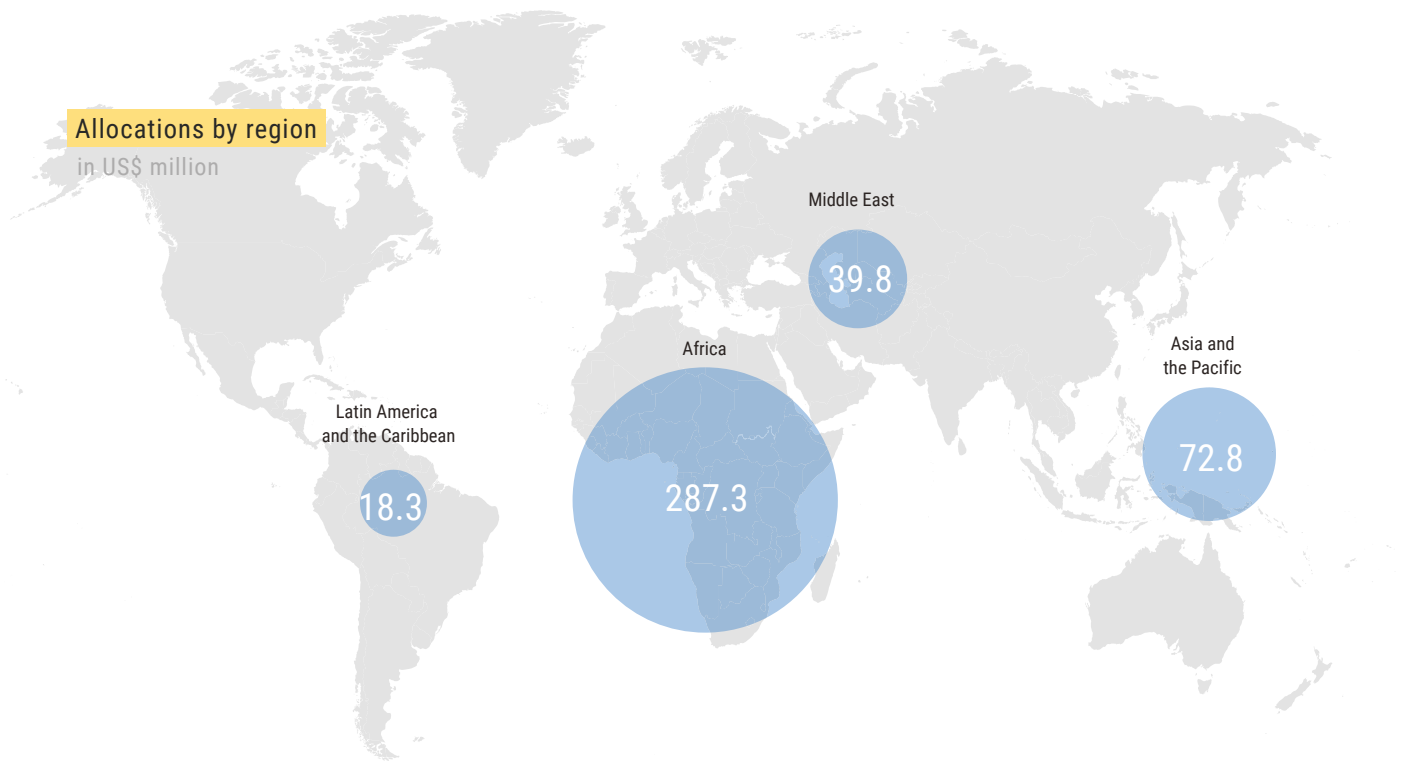 Allocations by region
in US$ million
Middle East
39.8
Africa
287.3
Asia and
the Pacific
72.8
Latin America
and the Caribbean
18.3